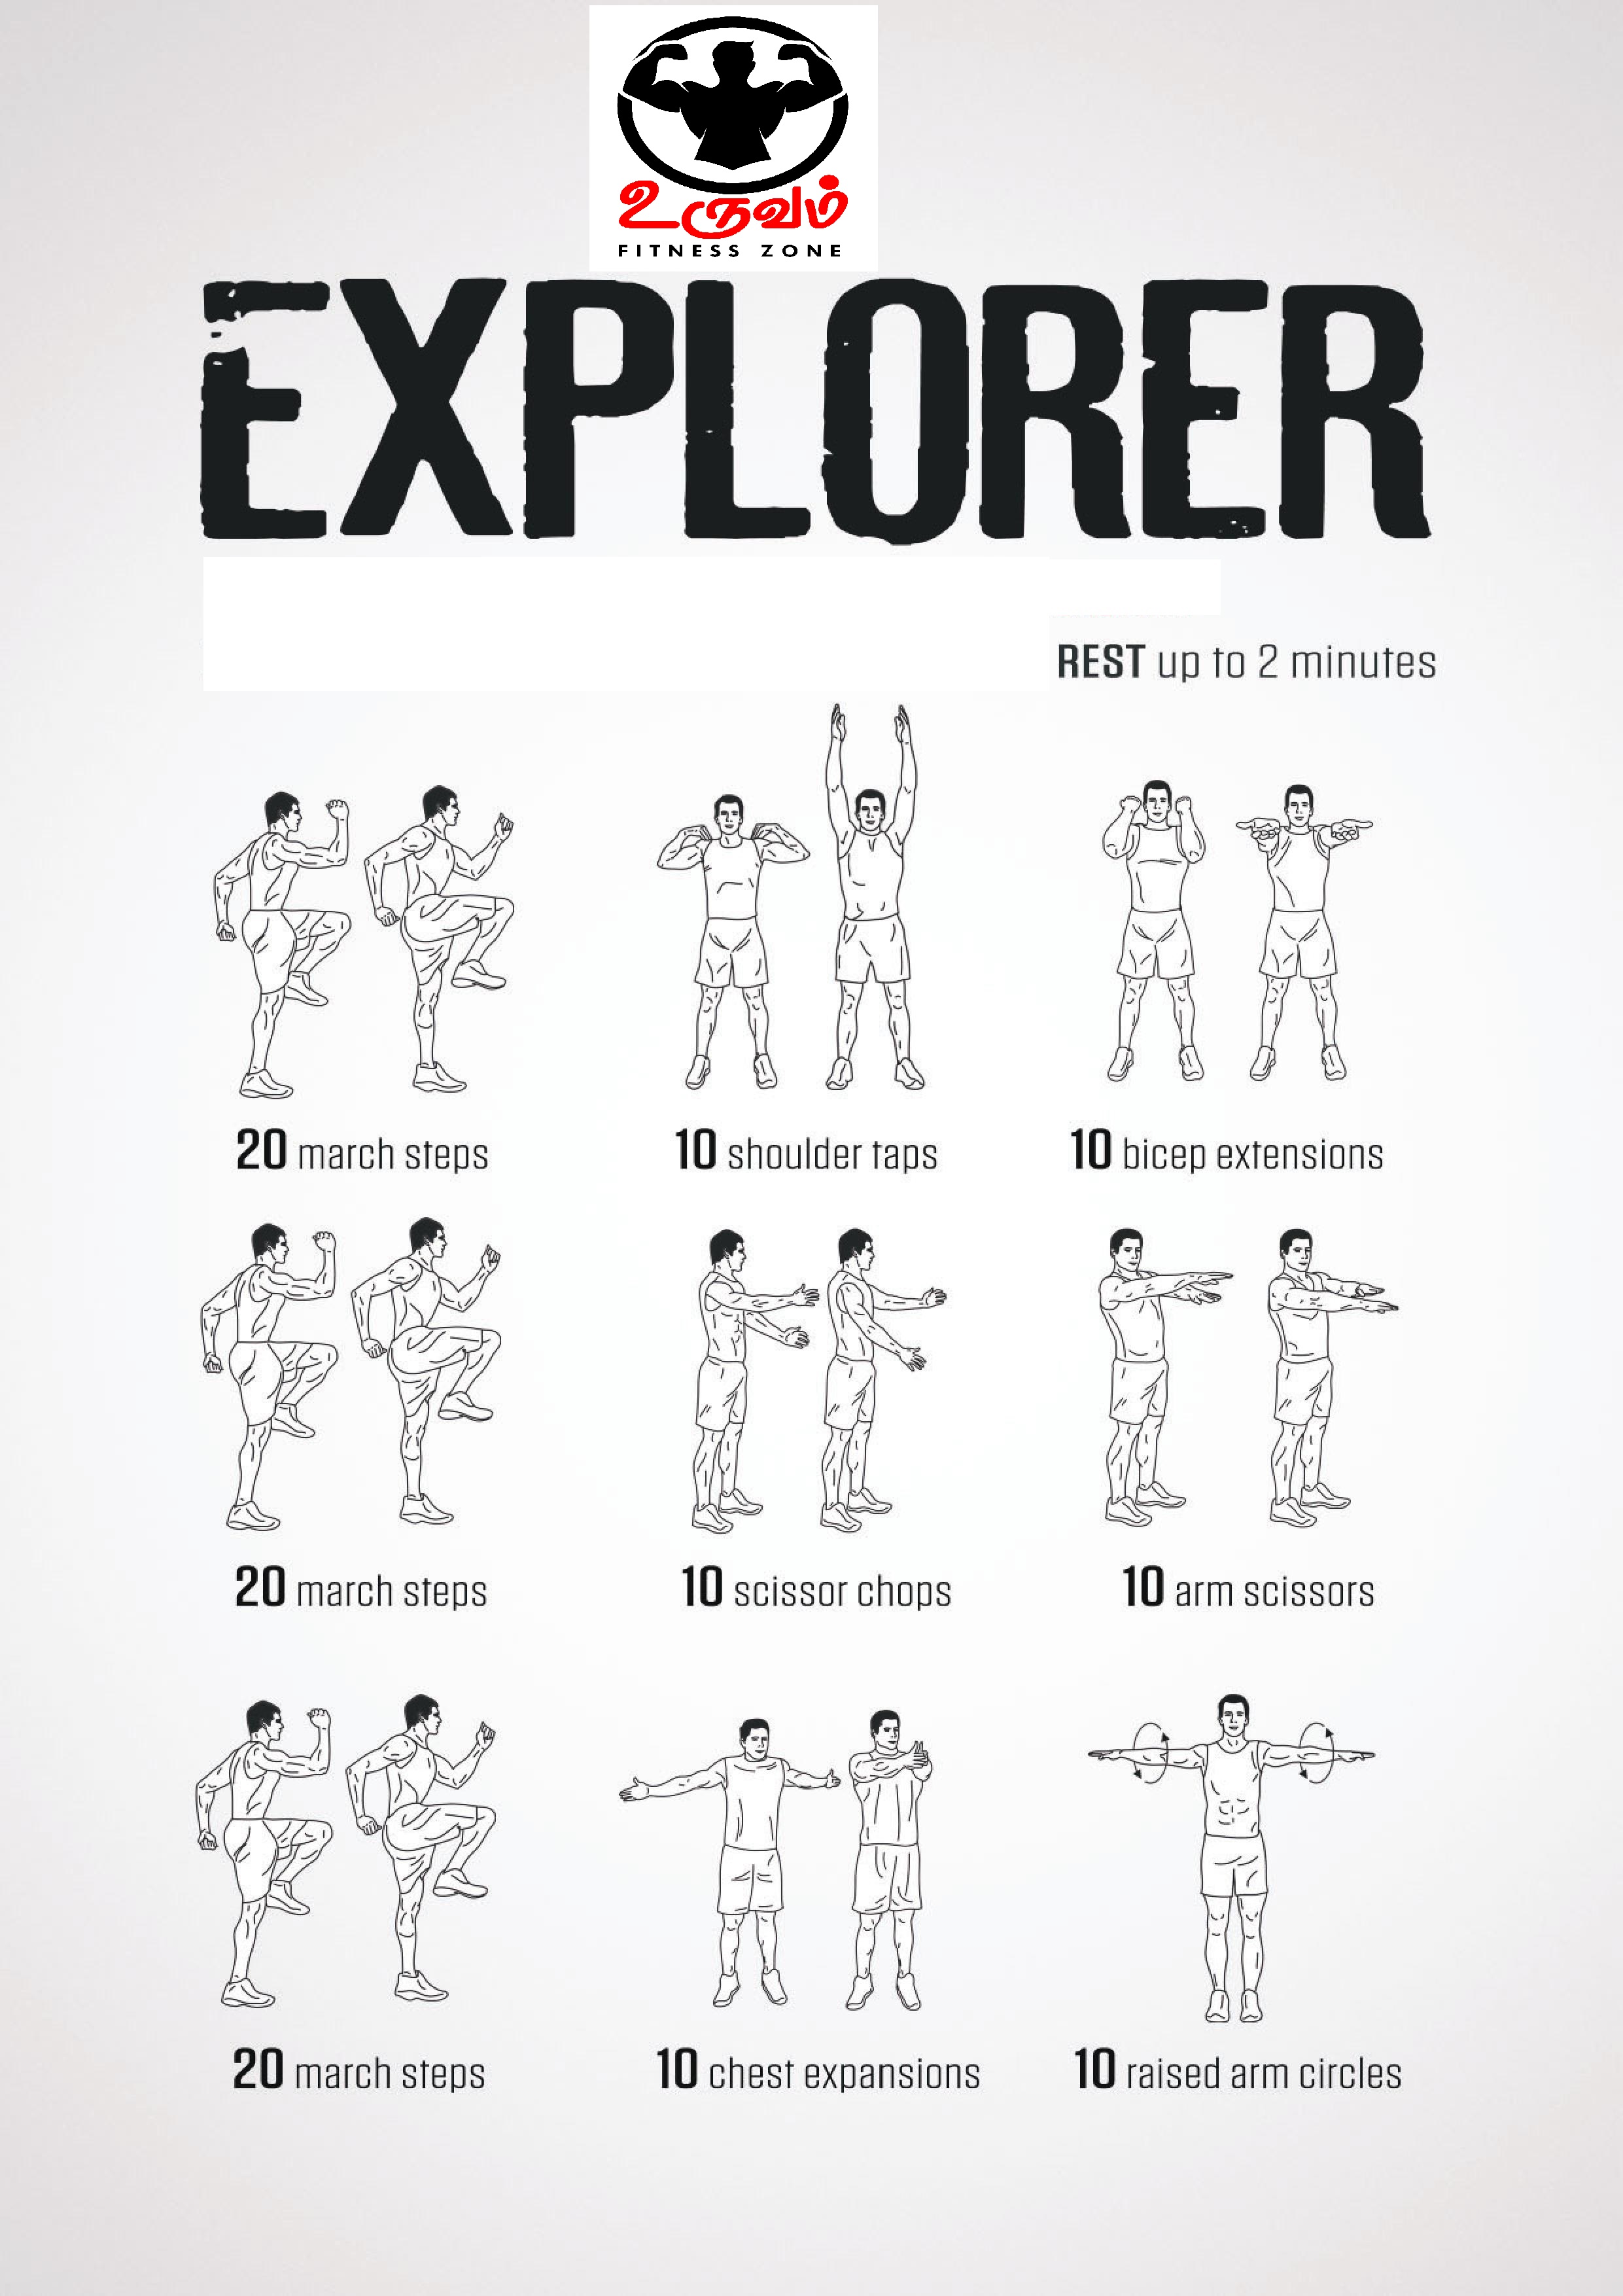 உருவம்
FITNESS ZONE
EXPLORER
REST up to 2 minutes
20 march steps
10 shoulder taps
10 bicep extensions
20 march steps
10 scissor chops
10 arm scissors
20 march steps
10 chest expansions
10 raised arm circles